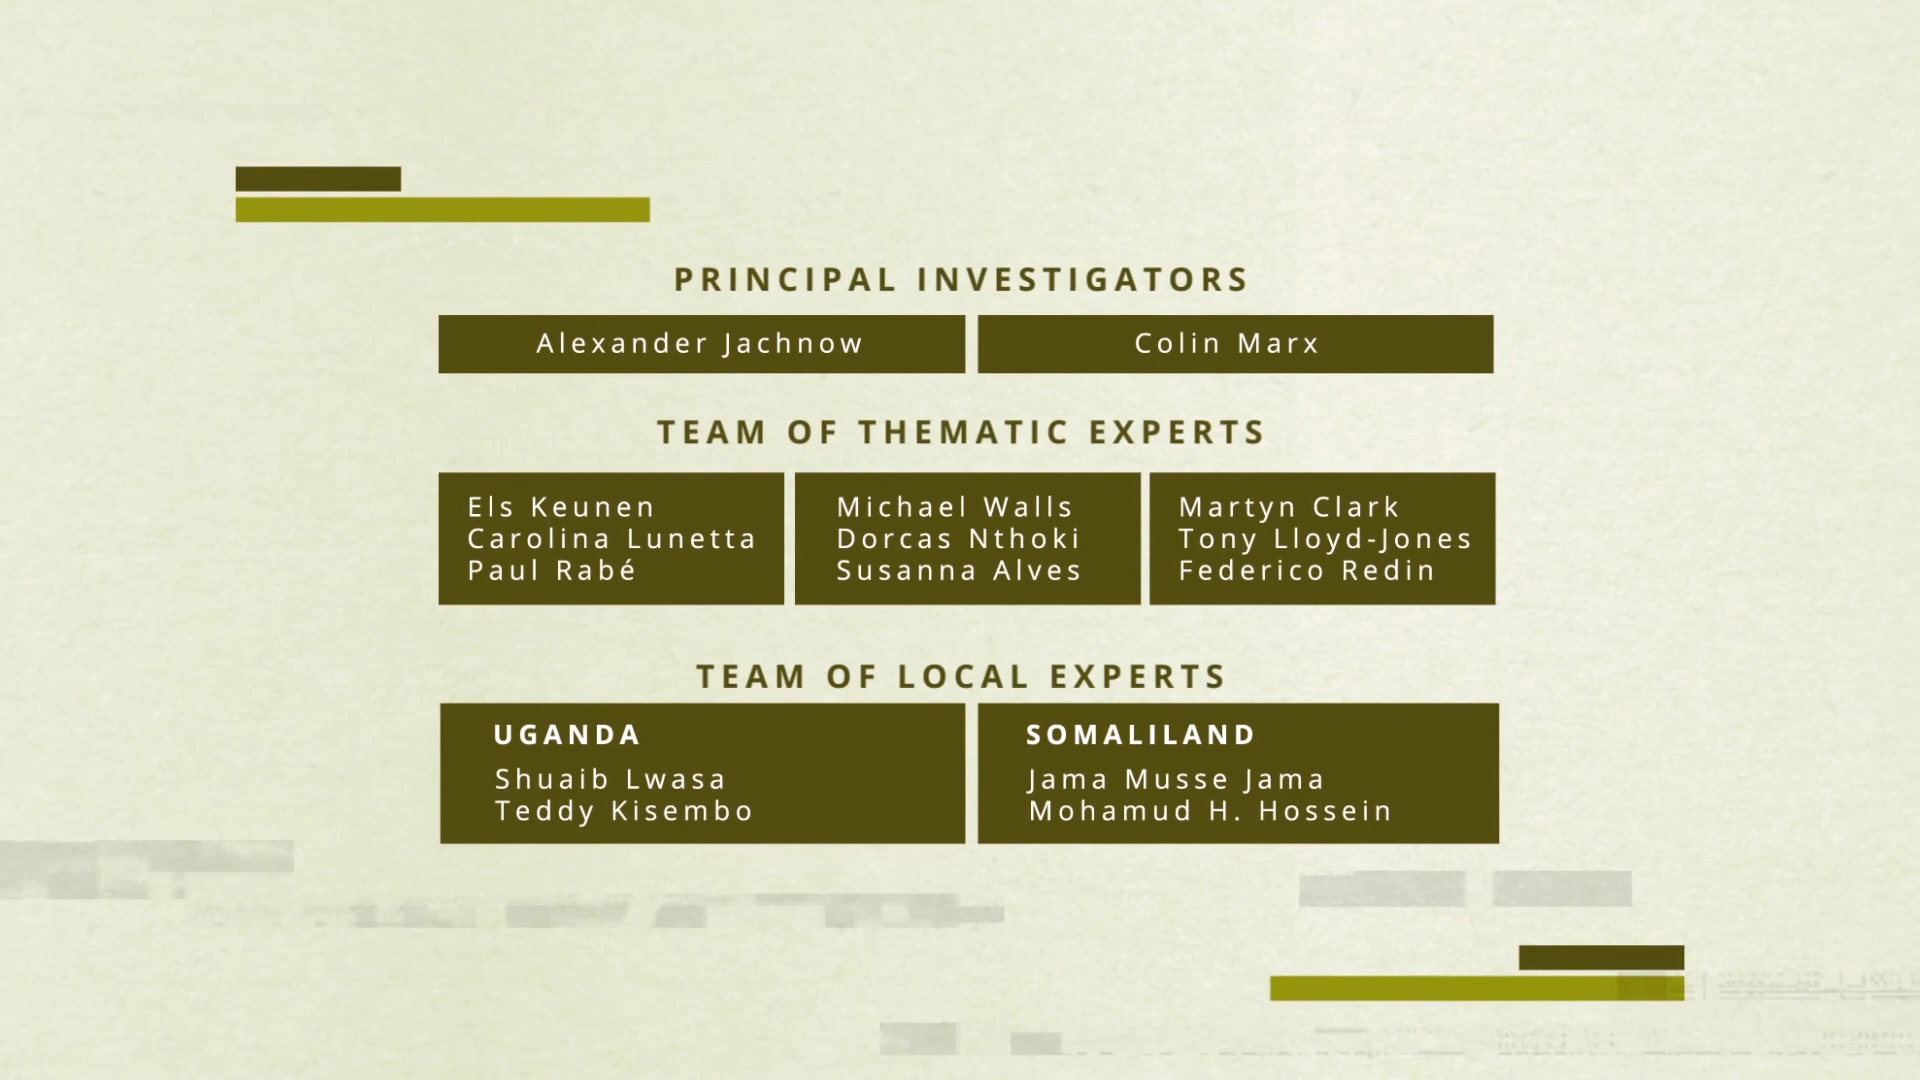 PRINCIPAL INVESTIGATORS
Alexander Jachnow
Colin Marx
TEAM OF THEMATIC EXPERTS
Els Keunen
Carolina Lunetta
Paul Rabé
Michael Walls
Dorcas Nthoki
Susanna Alves
Martyn Clark
Tony Lloyd-Jones
Federico Redin
TEAM OF LOCAL EXPERTS
UGANDA
Shuaib Lwasa
Teddy Kisembo
SOMALILAND
Jama Musse Jama
Mohamud H. Hossein